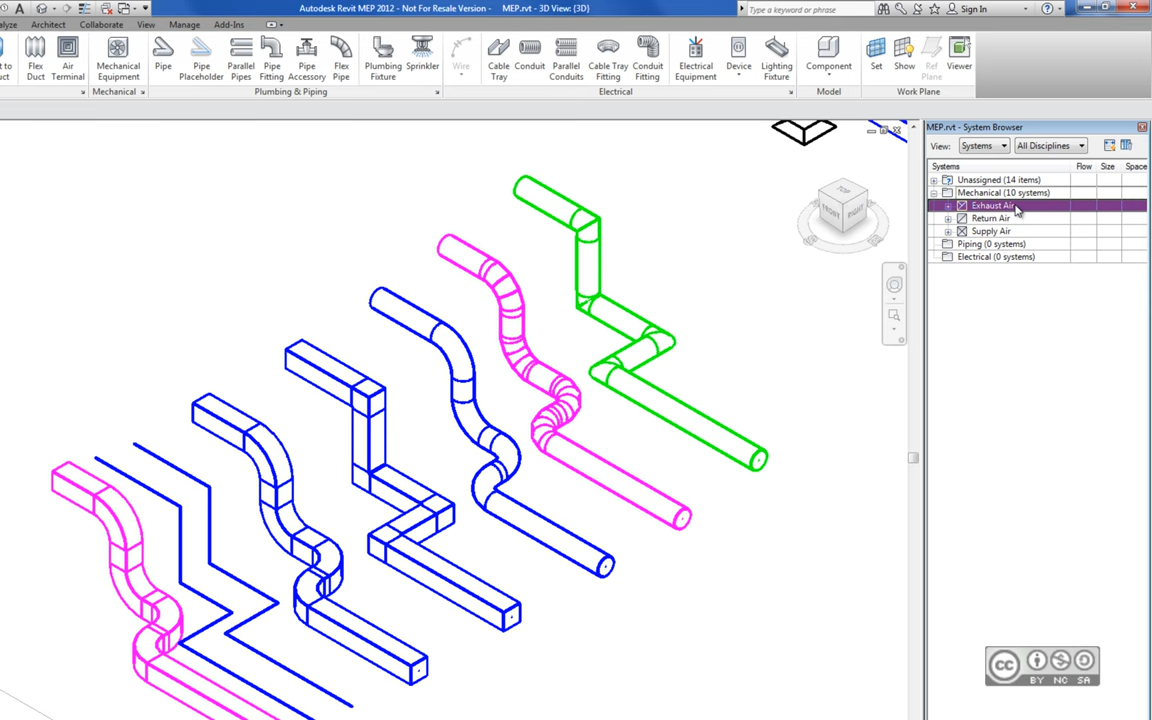 Autodesk Revit MEP 2012 - Not For Resale Version - MEP.rvt - 3D View: {3D}
Type a keyword or phrase
Sign In
Architect Collaborate View Manage Add-Ins
Flex Duct
Air Terminal
Mechanical Equipment
Pipe
Pipe Placeholder
Parallel Pipes
Pipe Fitting
Pipe Accessory
Flex Pipe
Plumbing Fixture
Sprinkler
Wire
Cable Tray
Conduit
Parallel Conduits
Cable Tray Fitting
Conduit Fitting
Electrical Equipment
Device
Lighting Fixture
Component
Set
Show
Ref Plane
Viewer
Mechanical
Plumbing & Piping
Electrical
Model
Work Plane
MEP.rvt - System Browser
View: Systems All Disciplines
Systems Flow Size Space
Unassigned (14 items)
Mechanical (10 systems)
Exhaust Air
Return Air
Supply Air
Piping (0 systems)
Electrical (0 systems)
TOP
FRONT
RIGHT
cc
BY NC SA